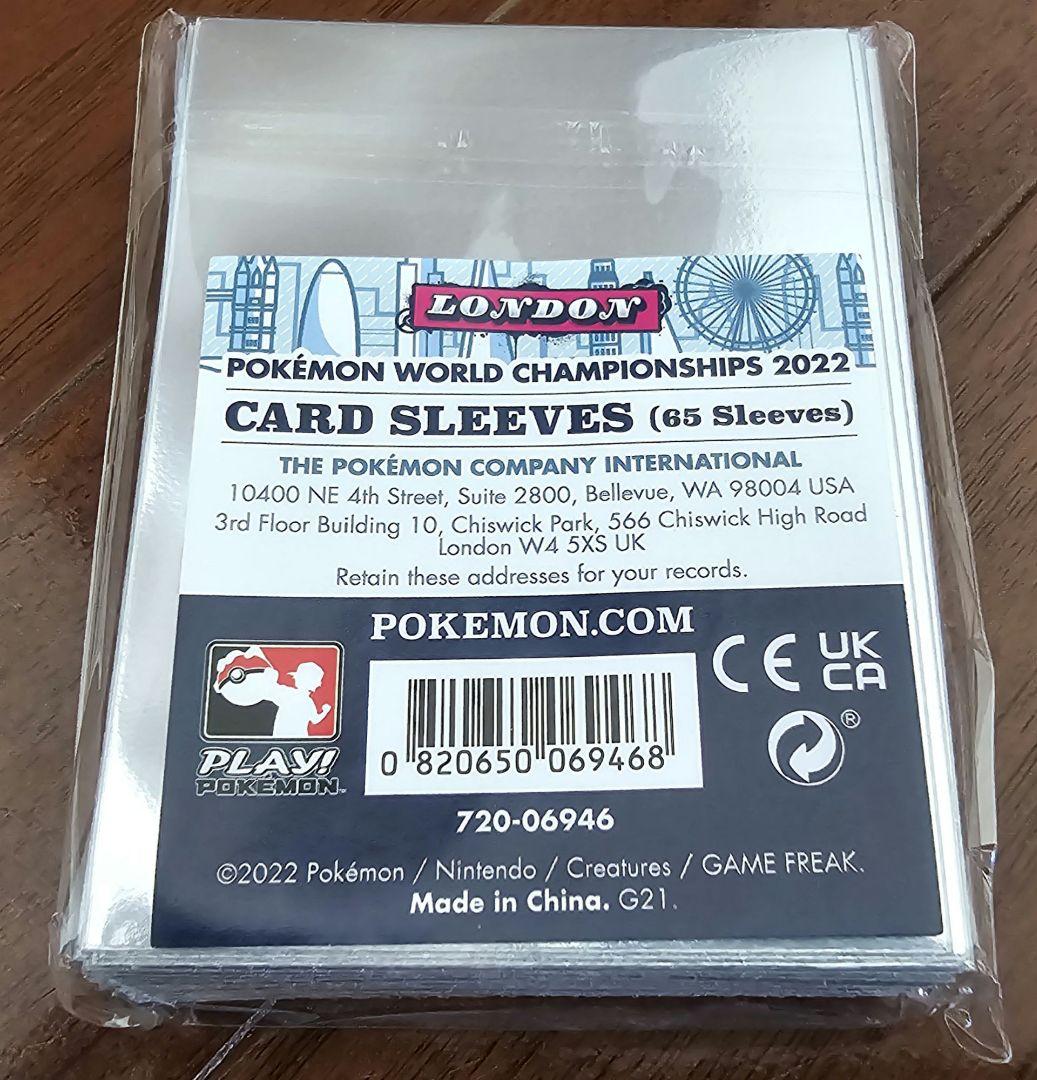 LONDON
POKÉMON WORLD CHAMPIONSHIPS 2022
CARD SLEEVES (65 Sleeves)
THE POKÉMON COMPANY INTERNATIONAL
10400 NE 4th Street, Suite 2800, Bellevue, WA 98004 USA
3rd Floor Building 10, Chiswick Park, 566 Chiswick High Road
London W4 5XS UK
Retain these addresses for your records.
POKEMON.COM
CE UK
CA
®
PLAY!
POKÉMON™
0 820650 069468
720-06946
©2022 Pokémon / Nintendo / Creatures / GAME FREAK.
Made in China. G21.